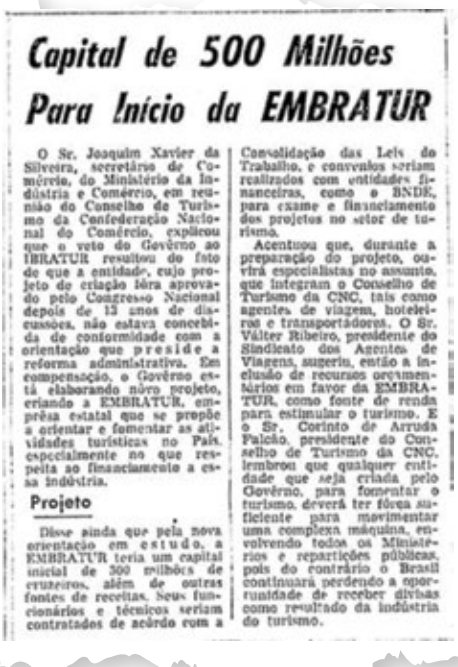 Capital de 500 Milhões
Para Início da EMBRATUR
O Sr. Joaquim Xavier da
Silveira, secretário de Co-
mércio, do Ministério da In-
dústria e Comércio, em reu-
nião do Conselho de Turis-
mo da Confederação Nacio-
nal do Comércio, explicou
que o veto do Govêrno ao
IBRATUR resultou do fato
de que a entidade, cujo pro-
jeto de criação fôra aprova-
do pelo Congresso Nacional
depois de 13 anos de dis-
cussões, não estava concebi-
da de conformidade com a
orientação que preside a
reforma administrativa. Em
compensação, o Govêrno es-
tá elaborando nôvo projeto,
criando a EMBRATUR, em-
prêsa estatal que se propõe
a orientar e fomentar as ati-
vidades turísticas no País,
especialmente no que res-
peita ao financiamento a es-
sa indústria.
Projeto
Disse ainda que pela nova
orientação em estudo, a
EMBRATUR teria um capital
inicial de 500 milhões de
cruzeiros, além de outras
fontes de receitas. Seus fun-
cionários e técnicos seriam
contratados de acôrdo com a
Consolidação das Leis do
Trabalho, e convênios seriam
realizados com entidades fi-
nanceiras, como o BNDE,
para exame e financiamento
dos projetos no setor de tu-
rismo.
Acentuou que, durante a
preparação do projeto, ou-
virá especialistas no assunto,
que integram o Conselho de
Turismo da CNC, tais como
agentes de viagem, hotelei-
ros e transportadores. O Sr.
Válter Ribeiro, presidente do
Sindicato dos Agentes de
Viagens, sugeriu, então a in-
clusão de recursos orçamen-
tários em favor da EMBRA-
TUR, como fonte de renda
para estimular o turismo. E
o Sr. Corinto de Arruda
Falcão, presidente do Con-
selho de Turismo da CNC,
lembrou que qualquer enti-
dade que seja criada pelo
Govêrno, para fomentar o
turismo, deverá ter fôrça su-
ficiente para movimentar
uma complexa máquina, en-
volvendo todos os Ministé-
rios e repartições públicas,
pois do contrário o Brasil
continuará perdendo a opor-
tunidade de receber divisas
como resultado da indústria
do turismo.